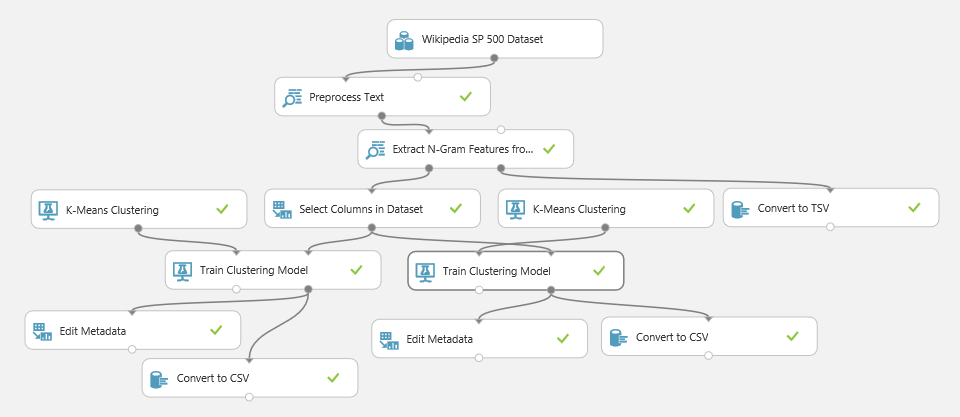 Wikipedia SP 500 Dataset
Preprocess Text
Extract N-Gram Features fro...
K-Means Clustering
Select Columns in Dataset
K-Means Clustering
Convert to TSV
Train Clustering Model
Train Clustering Model
Edit Metadata
Edit Metadata
Convert to CSV
Convert to CSV